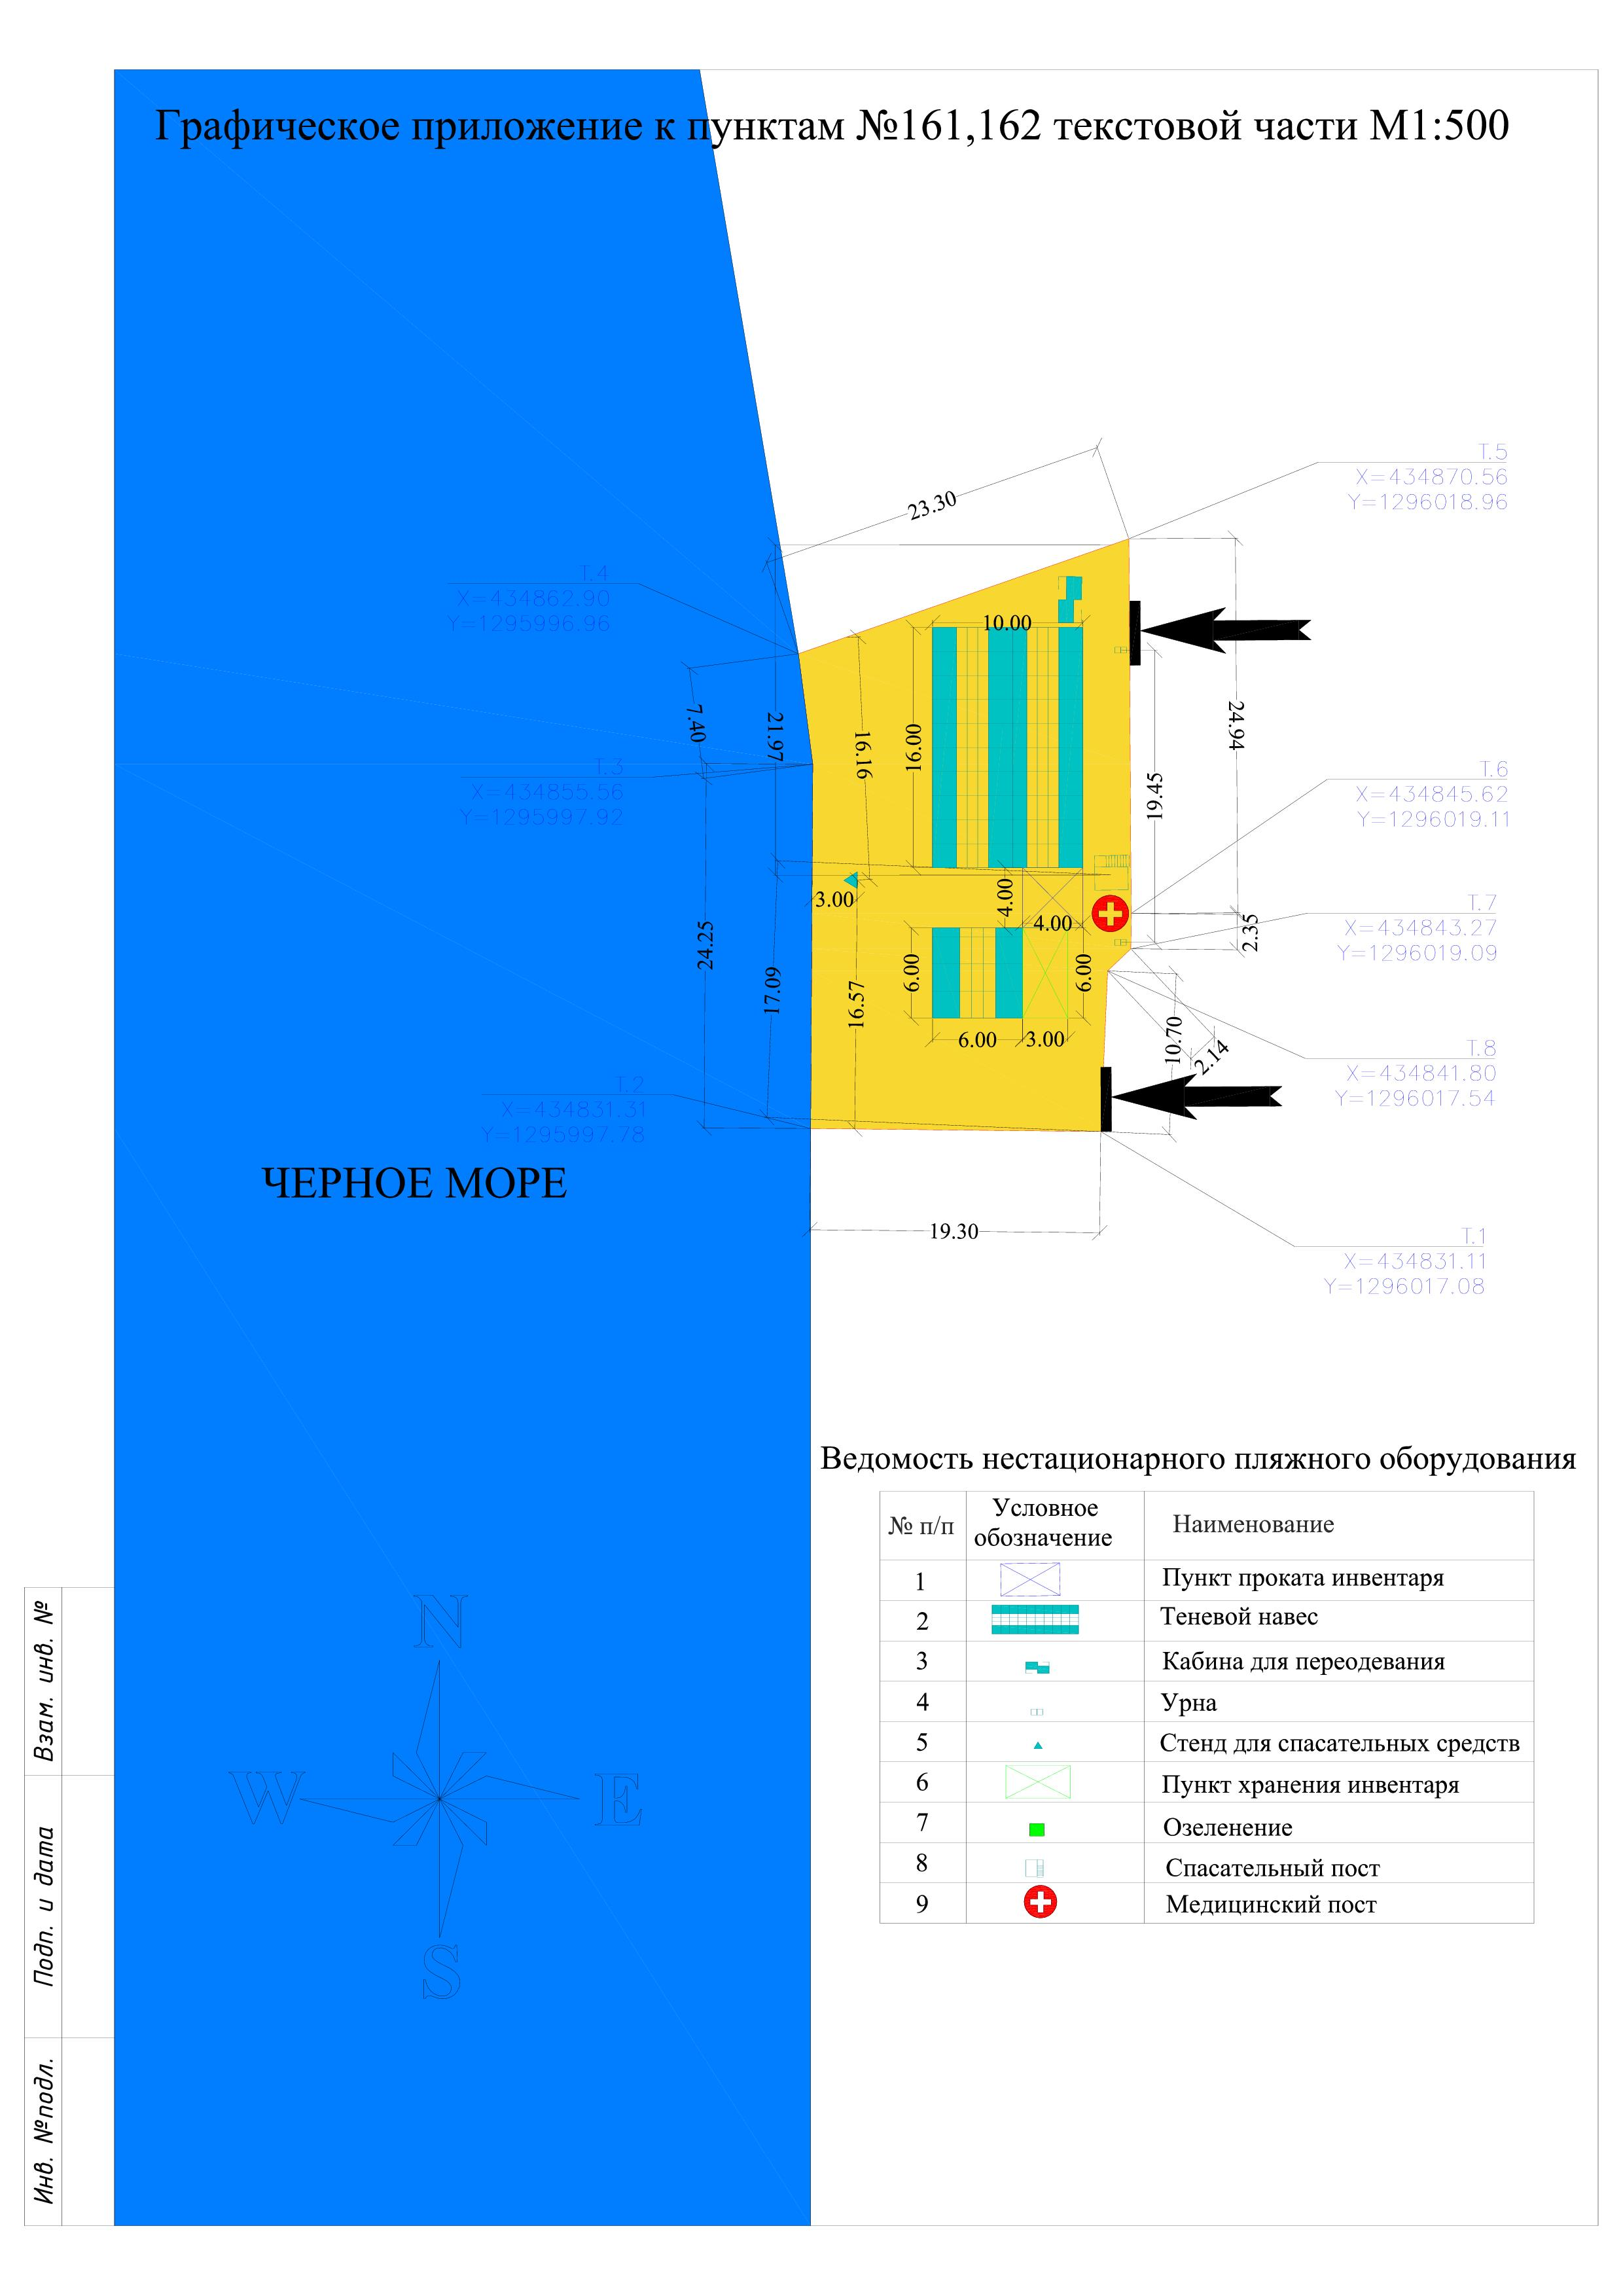 Графическое приложение к пунктам №161,162 текстовой части М1:500
Т.5
X=434870.56
Y=1296018.96
23.30
Т.4
X=434862.90
Y=1295996.96
10.00
7.40
21.97
16.16
16.00
24.94
19.45
Т.3
X=434855.56
Y=1295997.92
Т.6
X=434845.62
Y=1296019.11
3.00
4.00
4.00
Т.7
X=434843.27
Y=1296019.09
2.35
24.25
17.09
16.57
6.00
6.00
6.00
3.00
10.70
2.14
Т.8
X=434841.80
Y=1296017.54
Т.2
X=434831.31
Y=1295997.78
ЧЕРНОЕ МОРЕ
19.30
Т.1
X=434831.11
Y=1296017.08
Ведомость нестационарного пляжного оборудования
№ п/п
Условное
обозначение
Наименование
1 Пункт проката инвентаря
2 Теневой навес
3 Кабина для переодевания
4 Урна
5 Стенд для спасательных средств
6 Пункт хранения инвентаря
7 Озеленение
8 Спасательный пост
9 Медицинский пост
N
W
E
S
Взам. инв. №
Подп. и дата
Инв. №подл.